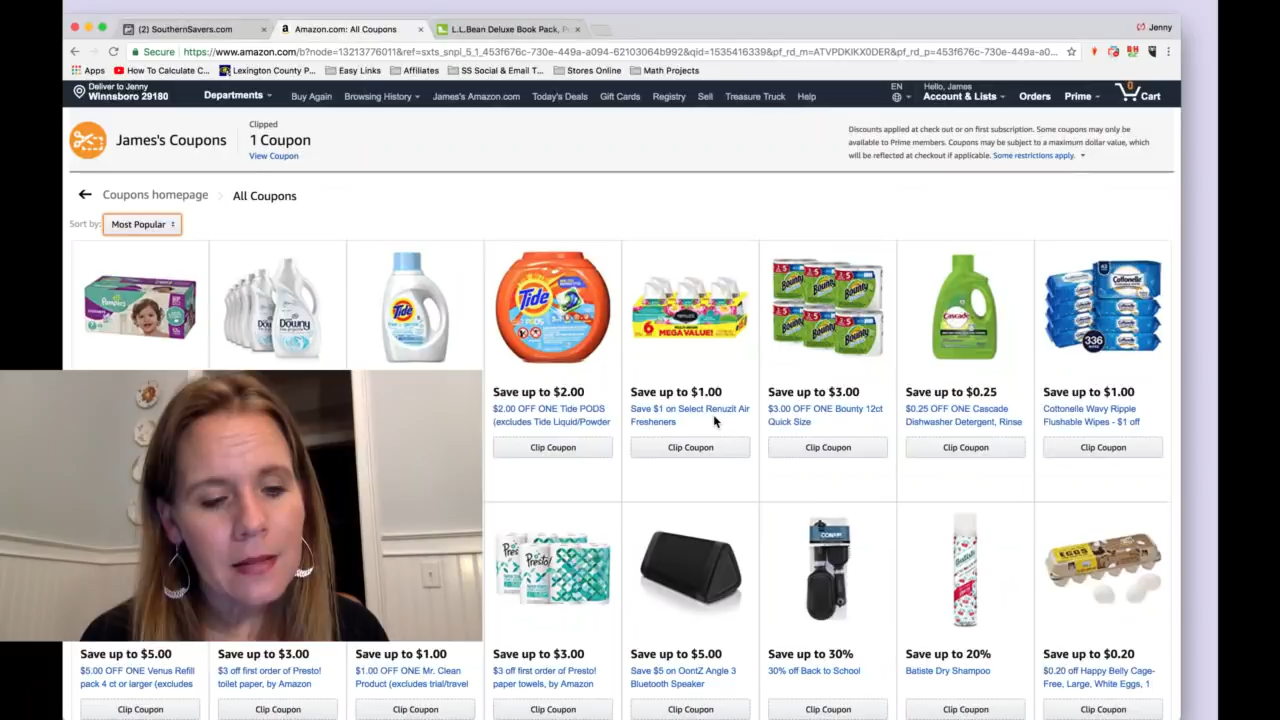 (2) SouthernSavers.com
Amazon.com: All Coupons
L.L.Bean Deluxe Book Pack,
Jenny
Secure
https://www.amazon.com/b?node=13213776011&ref=sxts_snpl_5_1_453f676c-730e-449a-a094-62103064b992&qid=1535416339&pf_rd_m=ATVPDKIKX0DER&pf_rd_p=453f676c-730e-449a-a0...
Apps
How To Calculate C...
Lexington County P...
Easy Links
Affiliates
SS Social & Email T...
Stores Online
Math Projects
Deliver to Jenny
Winnsboro 29180
Departments
Buy Again
Browsing History
James's Amazon.com
Today's Deals
Gift Cards
Registry
Sell
Treasure Truck
Help
EN
Hello, James
Account & Lists
Orders
Prime
0
Cart
James's Coupons
Clipped
1 Coupon
View Coupon
Discounts applied at check out or on first subscription. Some coupons may only be
available to Prime members. Coupons may be subject to a maximum dollar value, which
will be reflected at checkout if applicable. Some restrictions apply.
Coupons homepage
All Coupons
Sort by:
Most Popular
Pampers
Downy
Tide
Tide
6
MEGA VALUE!
Bounty
Cascade
Cottonelle
336
Save up to $2.00
$2.00 OFF ONE Tide PODS
(excludes Tide Liquid/Powder
Clip Coupon
Save up to $1.00
Save $1 on Select Renuzit Air
Fresheners
Clip Coupon
Save up to $3.00
$3.00 OFF ONE Bounty 12ct
Quick Size
Clip Coupon
Save up to $0.25
$0.25 OFF ONE Cascade
Dishwasher Detergent, Rinse
Clip Coupon
Save up to $1.00
Cottonelle Wavy Ripple
Flushable Wipes - $1 off
Clip Coupon
Presto!
CONAIR
Batiste
EGGS
Save up to $5.00
$5.00 OFF ONE Venus Refill
pack 4 ct or larger (excludes
Clip Coupon
Save up to $3.00
$3 off first order of Presto!
toilet paper, by Amazon
Clip Coupon
Save up to $1.00
$1.00 OFF ONE Mr. Clean
Product (excludes trial/travel
Clip Coupon
Save up to $3.00
$3 off first order of Presto!
paper towels, by Amazon
Clip Coupon
Save up to $5.00
Save $5 on OontZ Angle 3
Bluetooth Speaker
Clip Coupon
Save up to 30%
30% off Back to School
Clip Coupon
Save up to 20%
Batiste Dry Shampoo
Clip Coupon
Save up to $0.20
$0.20 off Happy Belly Cage-
Free, Large, White Eggs, 1
Clip Coupon